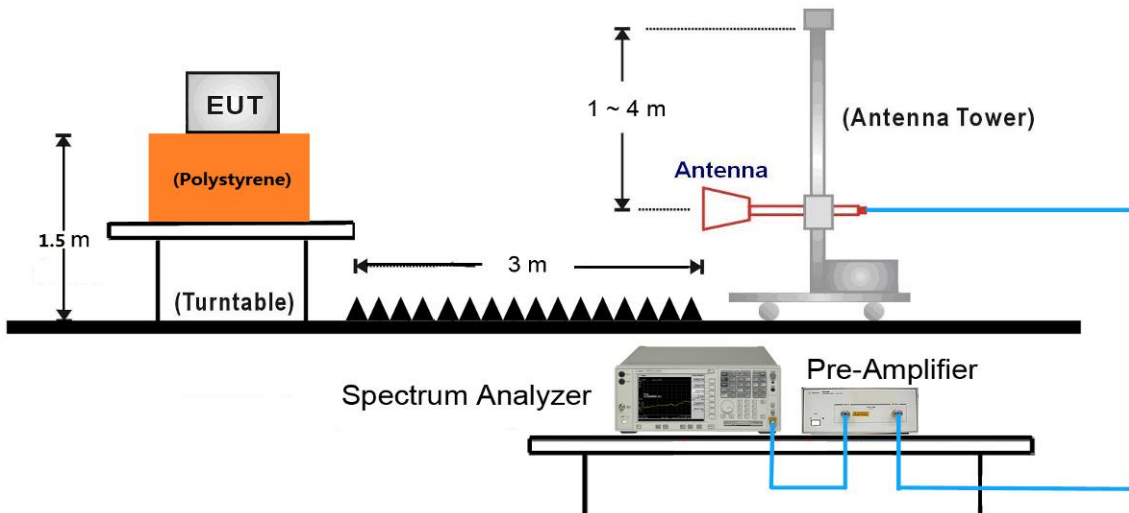 EUT
(Polystyrene)
1.5 m
(Turntable)
3 m
1 ~ 4 m
(Antenna Tower)
Antenna
Spectrum Analyzer
Pre-Amplifier